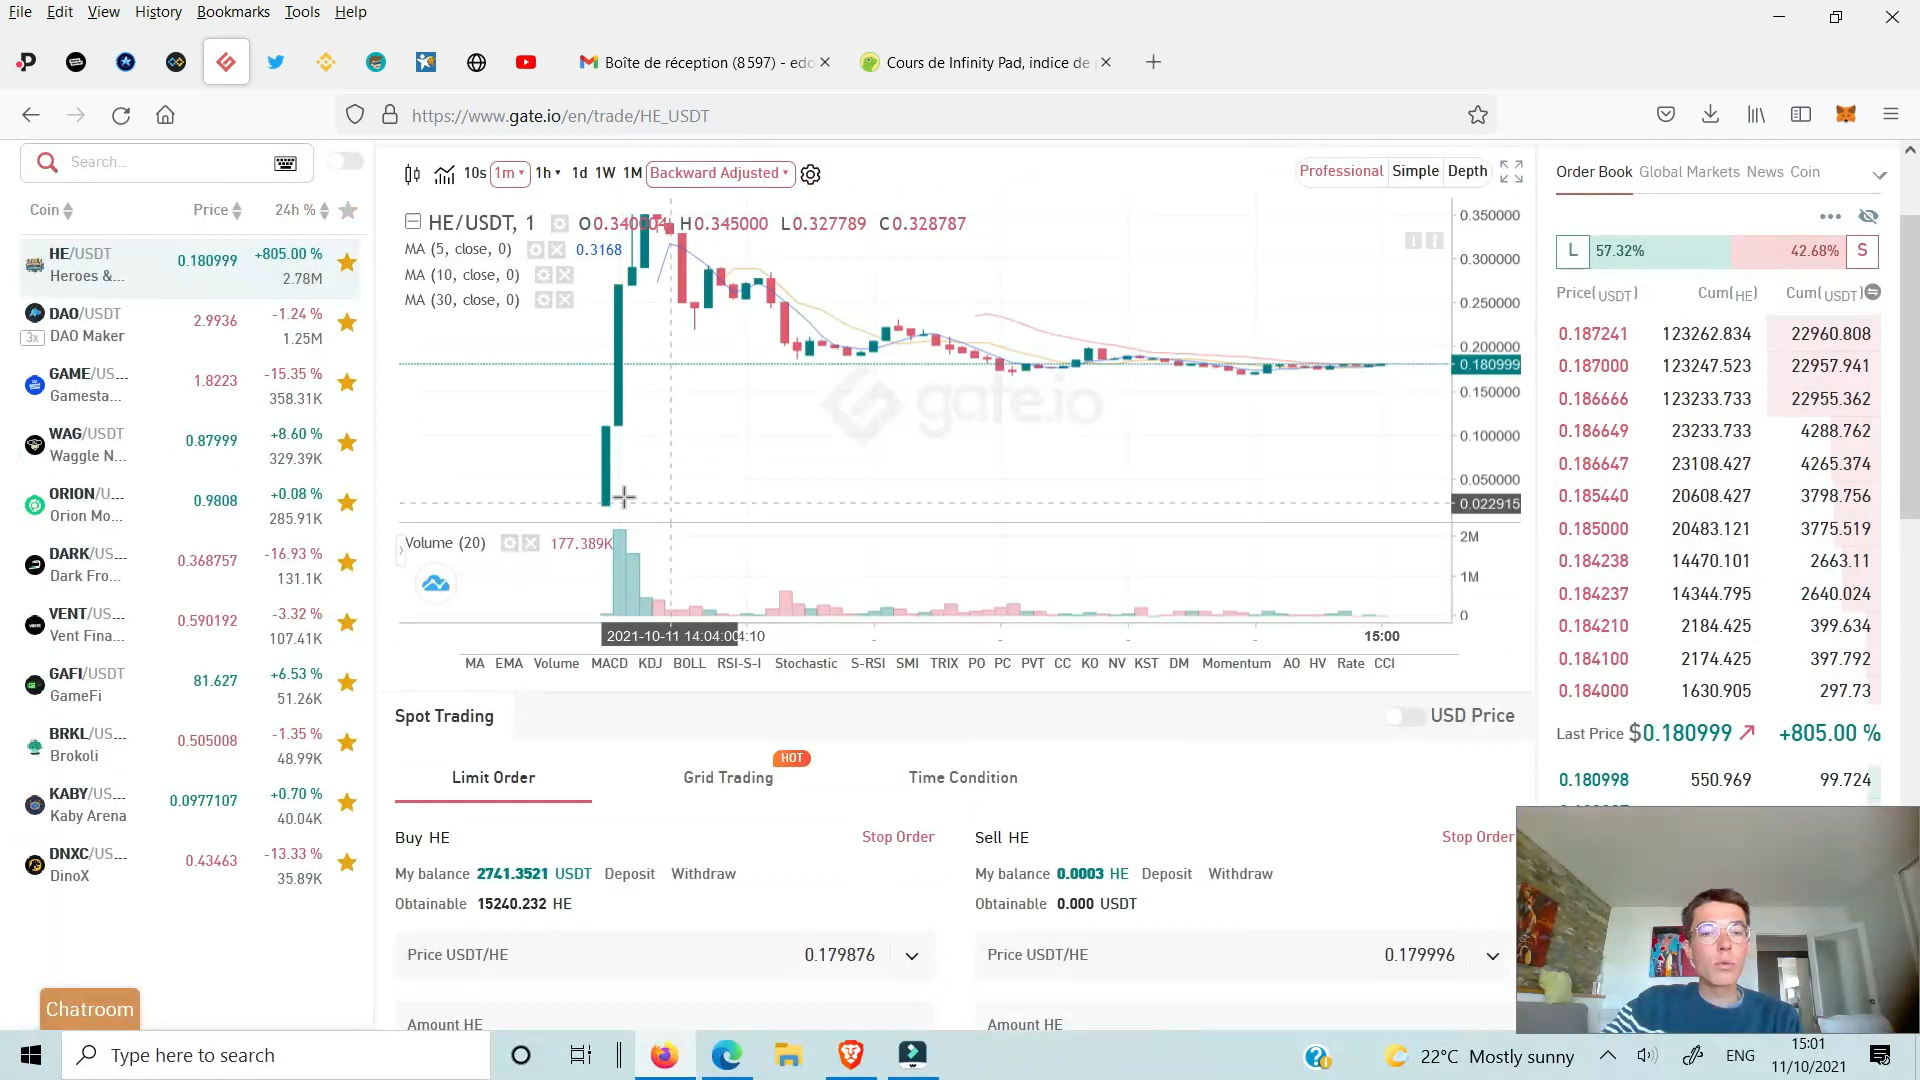 File Edit View History Bookmarks Tools Help
Boîte de réception (8 597) - edo
Cours de Infinity Pad, indice de
https://www.gate.io/en/trade/HE_USDT
Search...
10s 1m 1h 1d 1W 1M Backward Adjusted
Professional Simple Depth
Order Book Global Markets News Coin
Coin Price 24h %
HE/USDT 0.180999 +805.00 %
Heroes &... 2.78M
DAO/USDT 2.9936 -1.24 %
3x DAO Maker 1.25M
GAME/US... 1.8223 -15.35 %
Gamesta... 358.31K
WAG/USDT 0.87999 +8.60 %
Waggle N... 329.39K
ORION/U... 0.9808 +0.08 %
Orion Mo... 285.91K
DARK/US... 0.368757 -16.93 %
Dark Fro... 131.1K
VENT/US... 0.590192 -3.32 %
Vent Fina... 107.41K
GAFI/USDT 81.627 +6.53 %
GameFi 51.26K
BRKL/US... 0.505008 -1.35 %
Brokoli 48.99K
KABY/US... 0.0977107 +0.70 %
Kaby Arena 40.04K
DNXC/US... 0.43463 -13.33 %
DinoX 35.89K
Chatroom
HE/USDT, 1 O0.340004 H0.345000 L0.327789 C0.328787
MA (5, close, 0) 0.3168
MA (10, close, 0)
MA (30, close, 0)
gate.io
0.350000
0.300000
0.250000
0.200000
0.180999
0.150000
0.100000
0.050000
0.022915
Volume (20) 177.389K
2M
1M
0
2021-10-11 14:04:00 4:10 15:00
MA EMA Volume MACD KDJ BOLL RSI-S-I Stochastic S-RSI SMI TRIX PO PC PVT CC KO NV KST DM Momentum AO HV Rate CCI
Spot Trading
USD Price
HOT
Limit Order Grid Trading Time Condition
Buy HE Stop Order
My balance 2741.3521 USDT Deposit Withdraw
Obtainable 15240.232 HE
Price USDT/HE 0.179876
Amount HE
Sell HE Stop Order
My balance 0.0003 HE Deposit Withdraw
Obtainable 0.000 USDT
Price USDT/HE 0.179996
Amount HE
L 57.32% 42.68% S
Price(USDT) Cum(HE) Cum(USDT)
0.187241 123262.834 22960.808
0.187000 123247.523 22957.941
0.186666 123233.733 22955.362
0.186649 23233.733 4288.762
0.186647 23108.427 4265.374
0.185440 20608.427 3798.756
0.185000 20483.121 3775.519
0.184238 14470.101 2663.11
0.184237 14344.795 2640.024
0.184210 2184.425 399.634
0.184100 2174.425 397.792
0.184000 1630.905 297.73
Last Price $0.180999 +805.00 %
0.180998 550.969 99.724
Type here to search
22°C Mostly sunny
ENG
15:01
11/10/2021